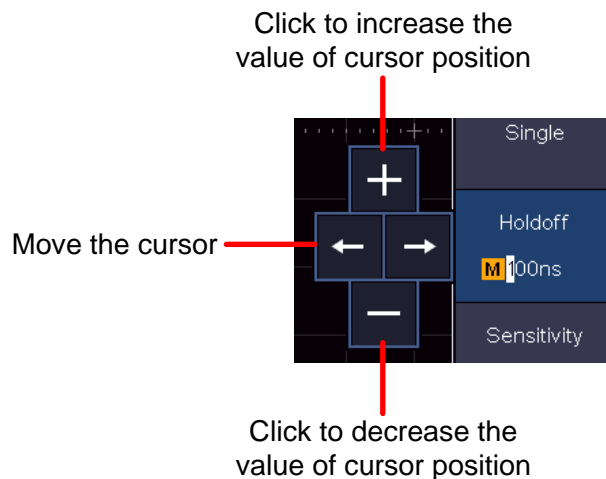 Click to increase the
value of cursor position
Single
Move the cursor
Holdoff
M 100ns
Sensitivity
Click to decrease the
value of cursor position